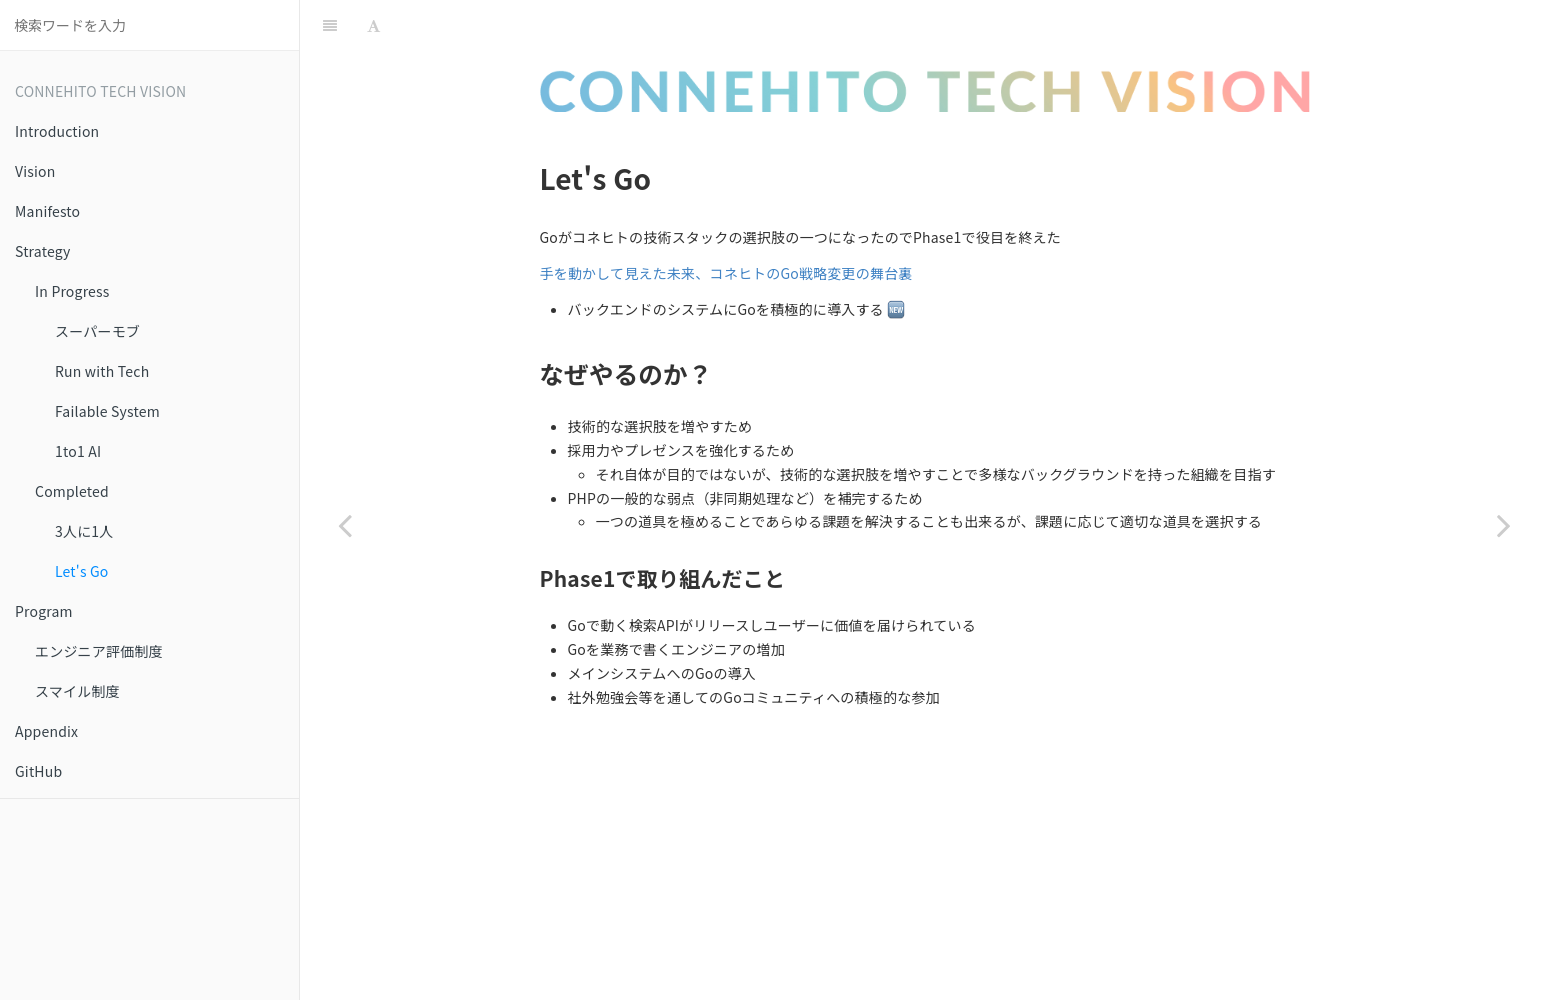 検索ワードを入力
CONNEHITO TECH VISION
Introduction
Vision
Manifesto
Strategy
In Progress
スーパーモブ
Run with Tech
Failable System
1to1 AI
Completed
3人に1人
Let's Go
Program
エンジニア評価制度
スマイル制度
Appendix
GitHub
A
CONNEHITO TECH VISION
Let's Go
Goがコネヒトの技術スタックの選択肢の一つになったのでPhase1で役目を終えた
手を動かして見えた未来、コネヒトのGo戦略変更の舞台裏
バックエンドのシステムにGoを積極的に導入する 🆕
なぜやるのか？
技術的な選択肢を増やすため
採用力やプレゼンスを強化するため
それ自体が目的ではないが、技術的な選択肢を増やすことで多様なバックグラウンドを持った組織を目指す
PHPの一般的な弱点（非同期処理など）を補完するため
一つの道具を極めることであらゆる課題を解決することも出来るが、課題に応じて適切な道具を選択する
Phase1で取り組んだこと
Goで動く検索APIがリリースしユーザーに価値を届けられている
Goを業務で書くエンジニアの増加
メインシステムへのGoの導入
社外勉強会等を通してのGoコミュニティへの積極的な参加